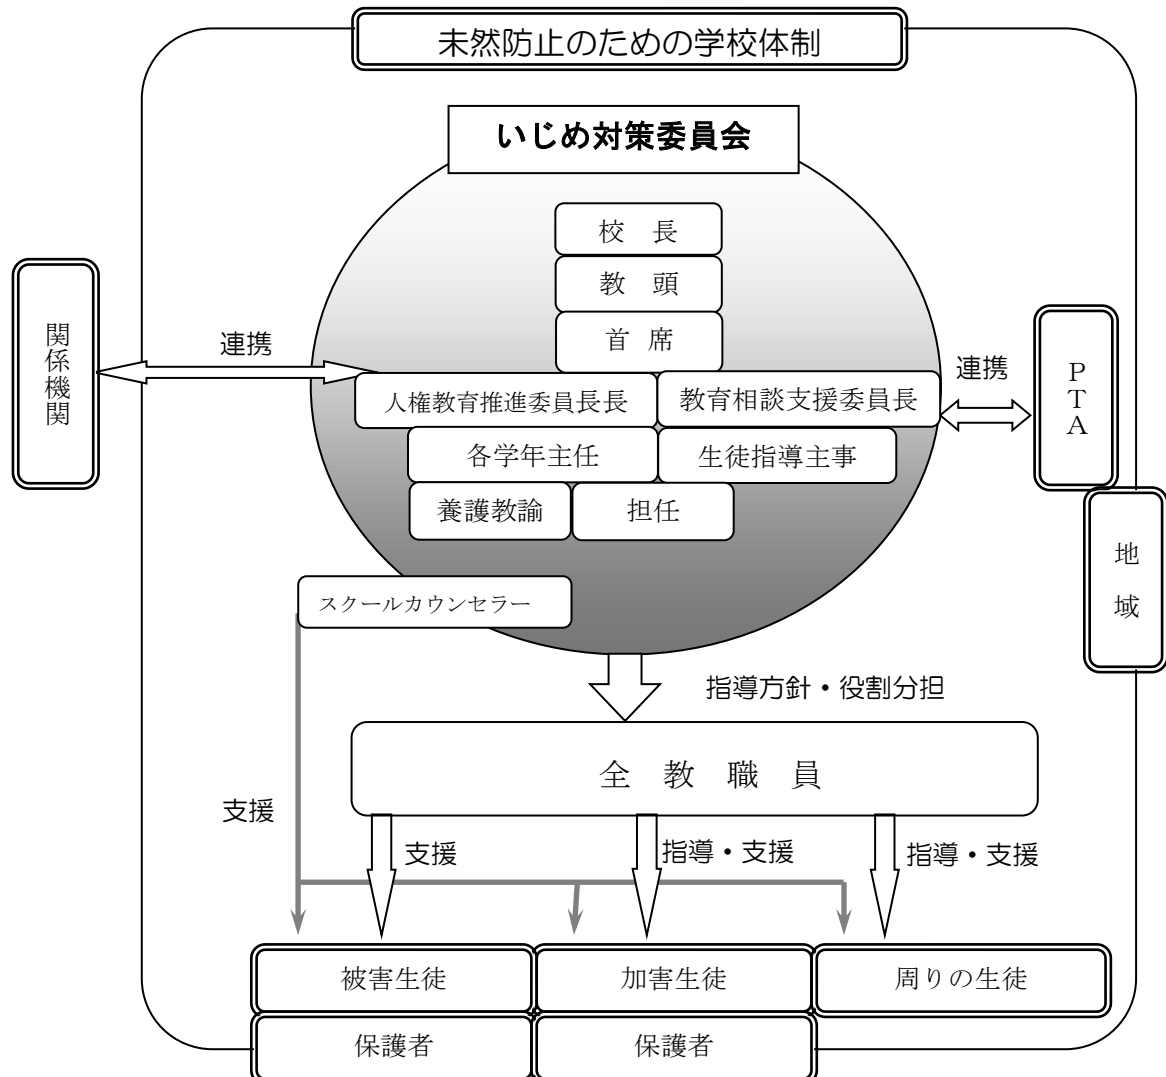 未然防止のための学校体制
いじめ対策委員会
校　長
教　頭
首　席
関係機関
連携
連携
PTA
人権教育推進委員長長
教育相談支援委員長
各学年主任
生徒指導主事
養護教諭
担任
地域
スクールカウンセラー
指導方針・役割分担
全　教　職　員
支援
支援
指導・支援
指導・支援
被害生徒
加害生徒
周りの生徒
保護者
保護者